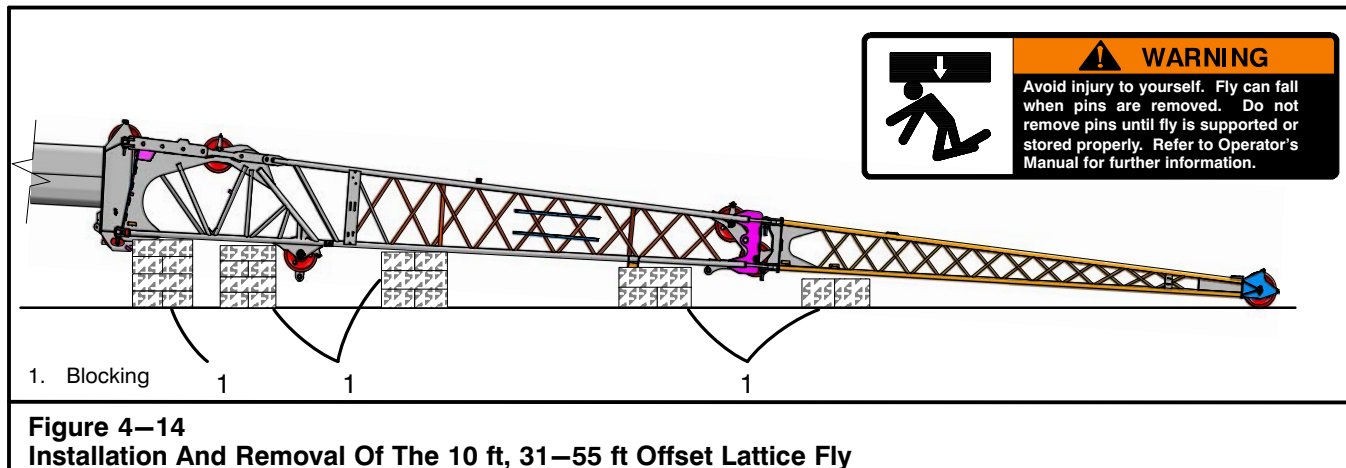 WARNING
Avoid injury to yourself. Fly can fall
when pins are removed. Do not
remove pins until fly is supported or
stored properly. Refer to Operator's
Manual for further information.
1. Blocking
1
1
1
Figure 4—14
Installation And Removal Of The 10 ft, 31—55 ft Offset Lattice Fly